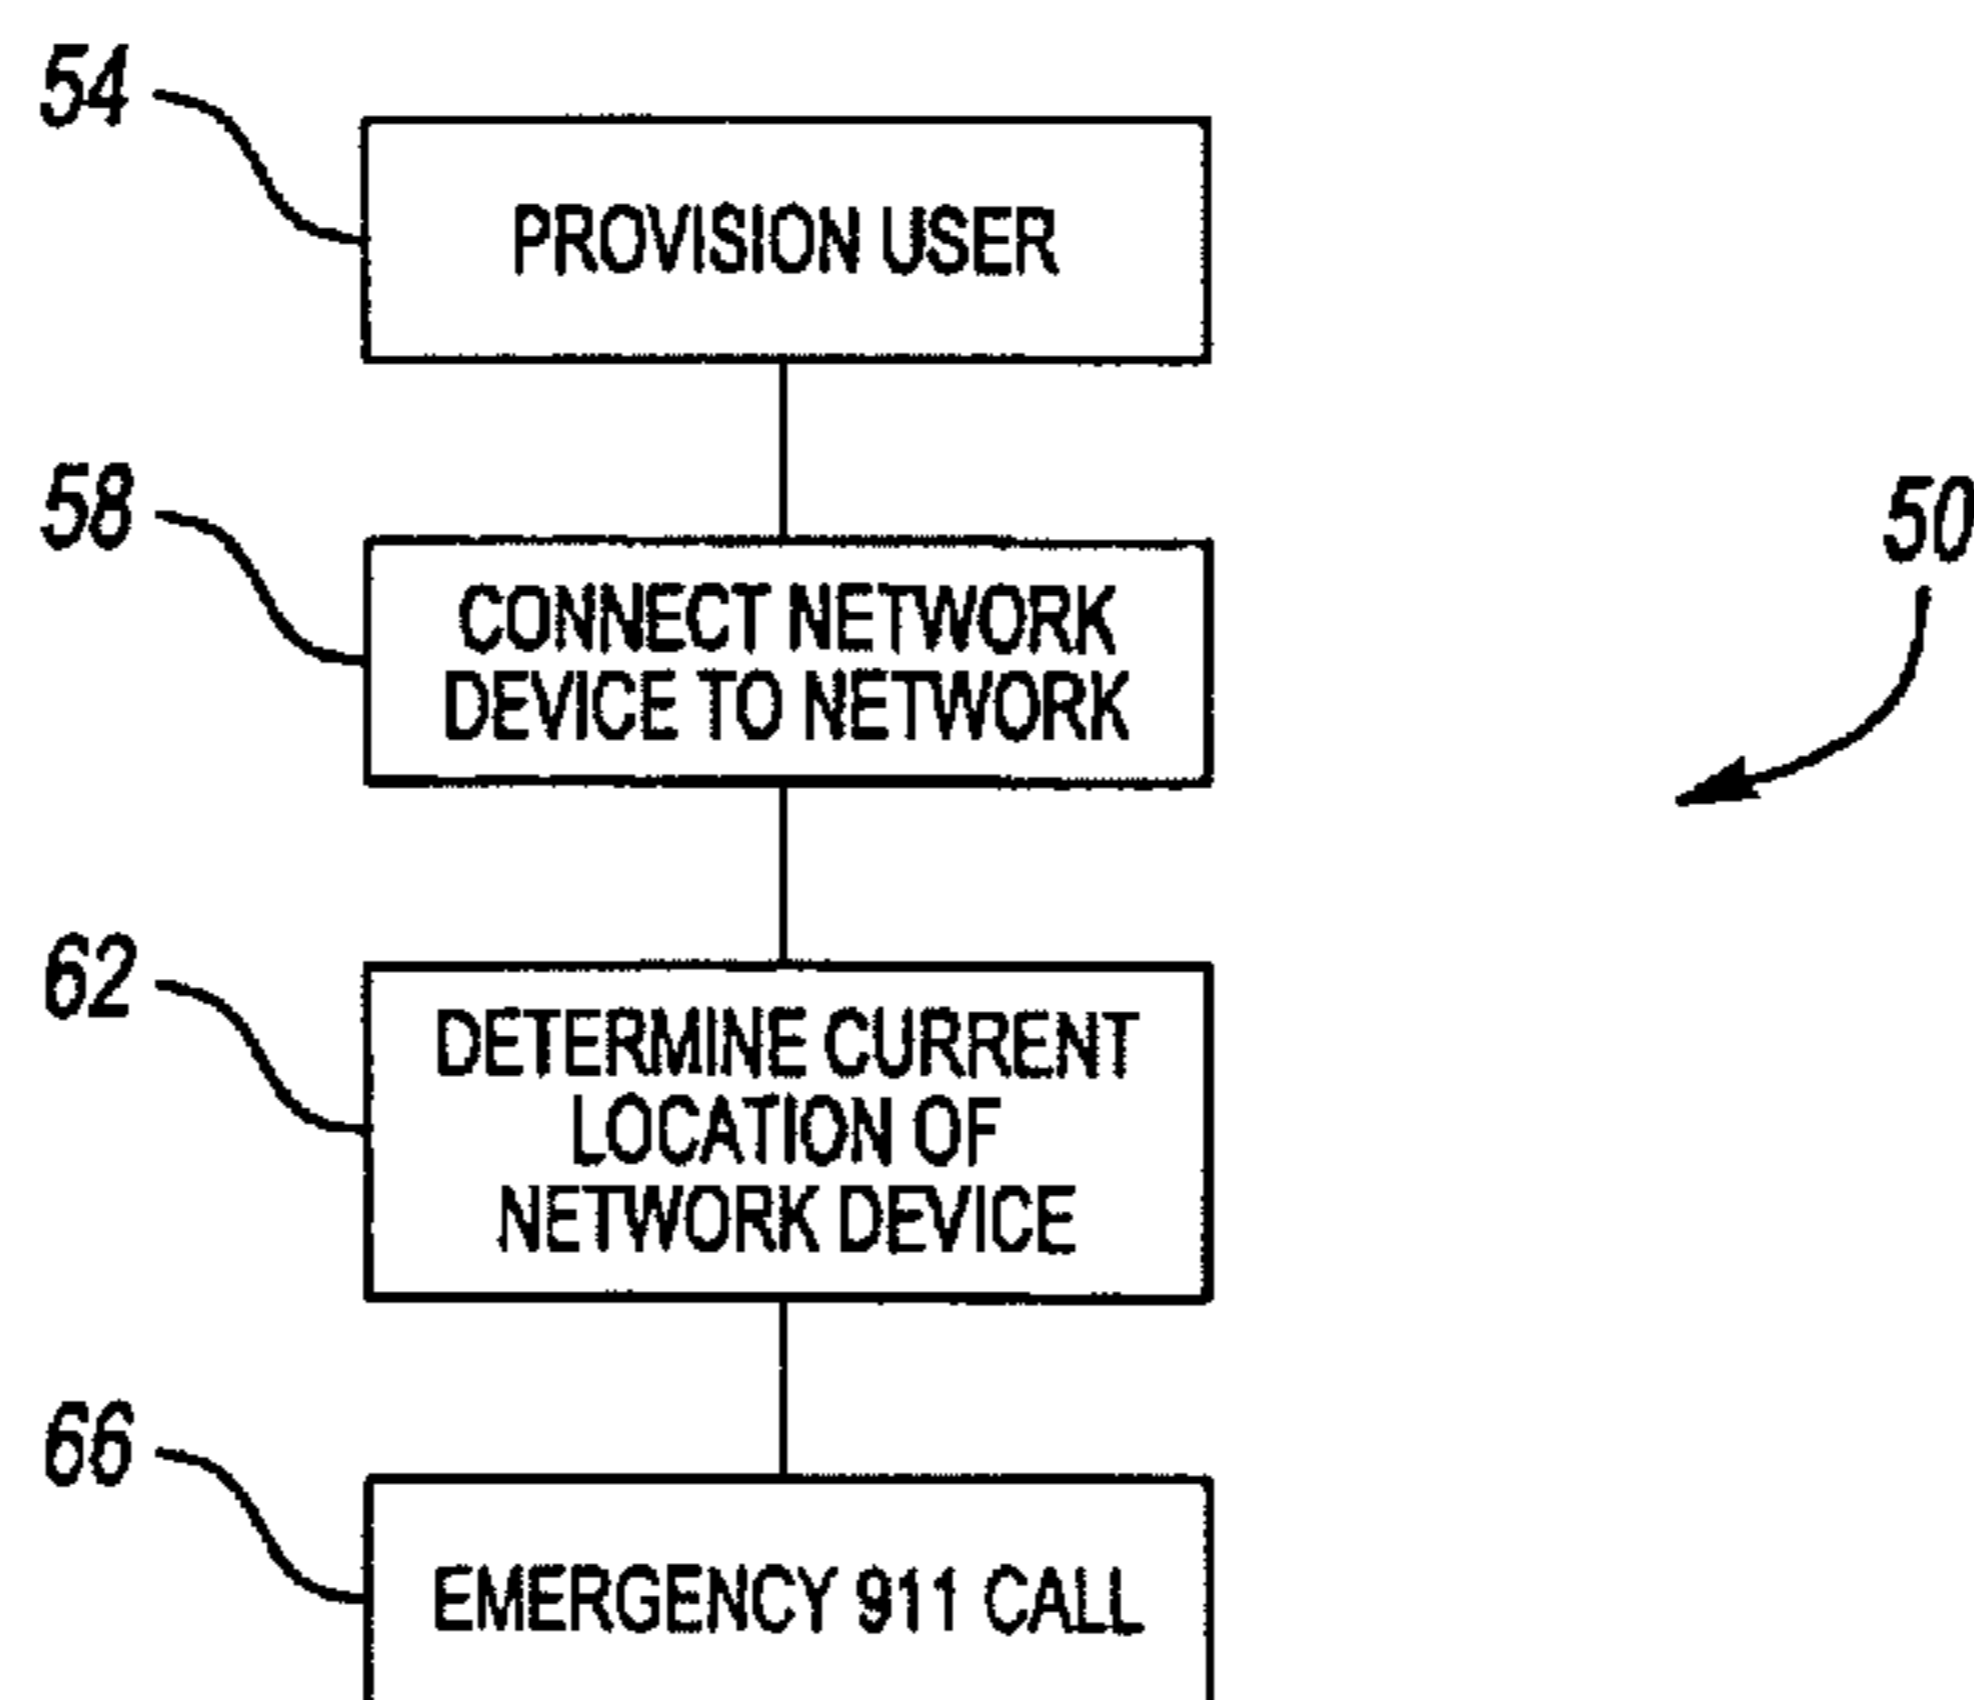 54
PROVISION USER
58
CONNECT NETWORK
DEVICE TO NETWORK
50
62
DETERMINE CURRENT
LOCATION OF
NETWORK DEVICE
66
EMERGENCY 911 CALL